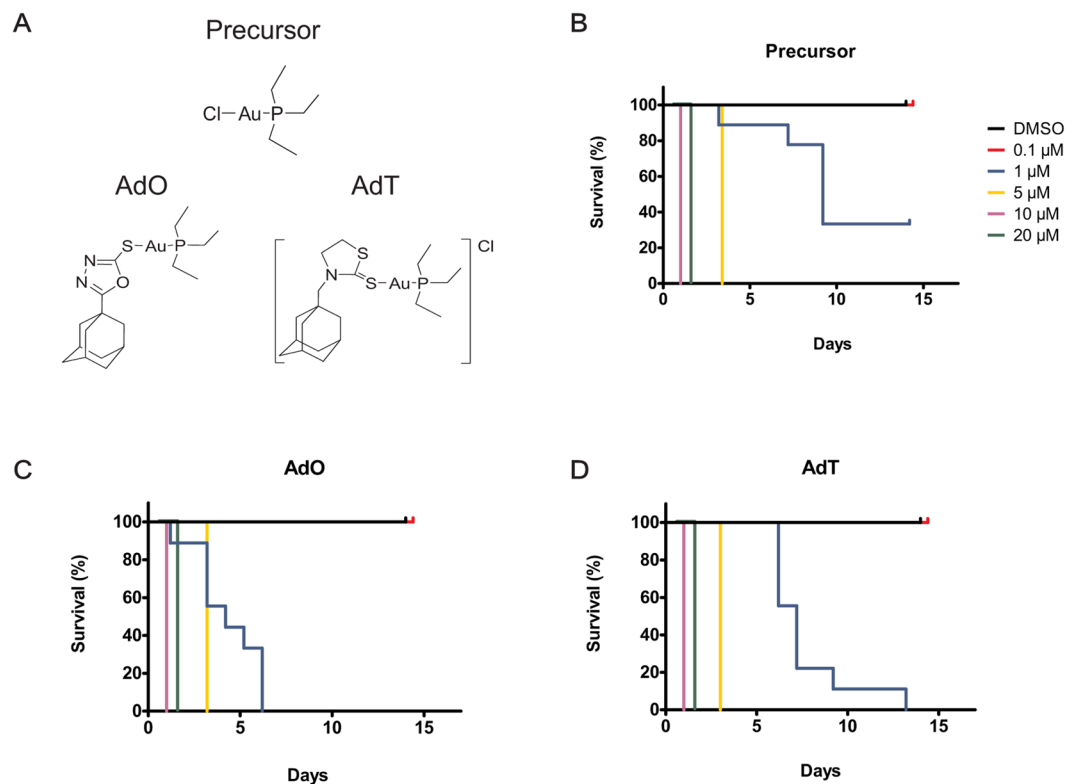 A
Precursor
Cl Au P
AdO
S Au P
N
N
O
AdT
Cl
S
N
S Au P
B
Precursor
Survival (%)
100
80
60
40
20
0
0 5 10 15
Days
DMSO
0.1 µM
1 µM
5 µM
10 µM
20 µM
C
AdO
Survival (%)
100
80
60
40
20
0
0 5 10 15
Days
D
AdT
Survival (%)
100
80
60
40
20
0
0 5 10 15
Days